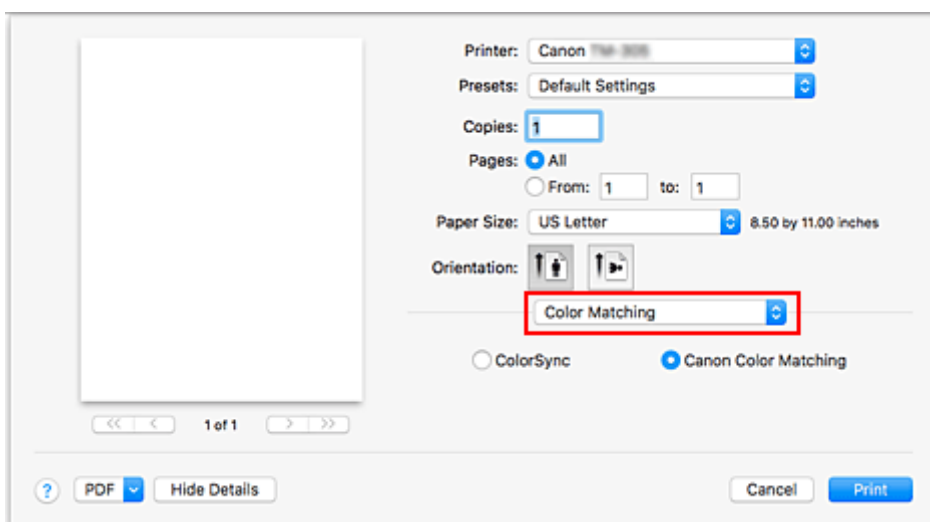 Printer: Canon
Presets: Default Settings
Copies: 1
Pages: All
From: 1 to: 1
Paper Size: US Letter 8.50 by 11.00 inches
Orientation:
Color Matching
ColorSync Canon Color Matching
1 of 1
? PDF Hide Details Cancel Print